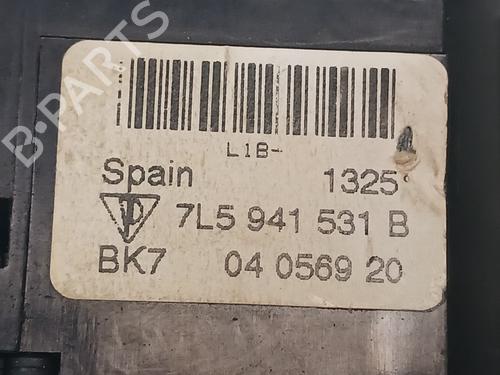 L1B-
Spain 1325
7L5 941 531 B
BK7 04 0569 20
B-PARTS